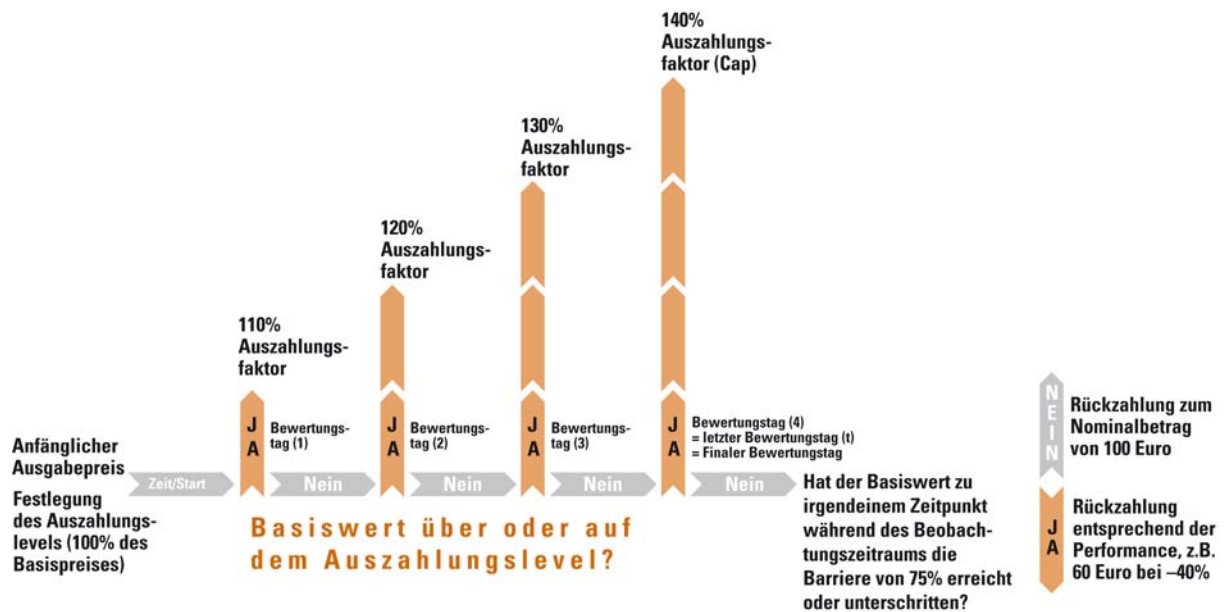 140%
Auszahlungs-
faktor (Cap)
130%
Auszahlungs-
faktor
120%
Auszahlungs-
faktor
110%
Auszahlungs-
faktor
Anfänglicher
Ausgabepreis
Festlegung
des Auszahlungs-
levels (100% des
Basispreises)
Zeit/Start
JA
Bewertungs-
tag (1)
Nein
JA
Bewertungs-
tag (2)
Nein
JA
Bewertungs-
tag (3)
Nein
JA
Bewertungstag (4)
= letzter Bewertungstag (t)
= Finaler Bewertungstag
Nein
Basiswert über oder auf
dem Auszahlungslevel?
Hat der Basiswert zu
irgendeinem Zeitpunkt
während des Beobach-
tungszeitraums die
Barriere von 75% erreicht
oder unterschritten?
NEIN
Rückzahlung zum
Nominalbetrag
von 100 Euro
JA
Rückzahlung
entsprechend der
Performance, z.B.
60 Euro bei –40%